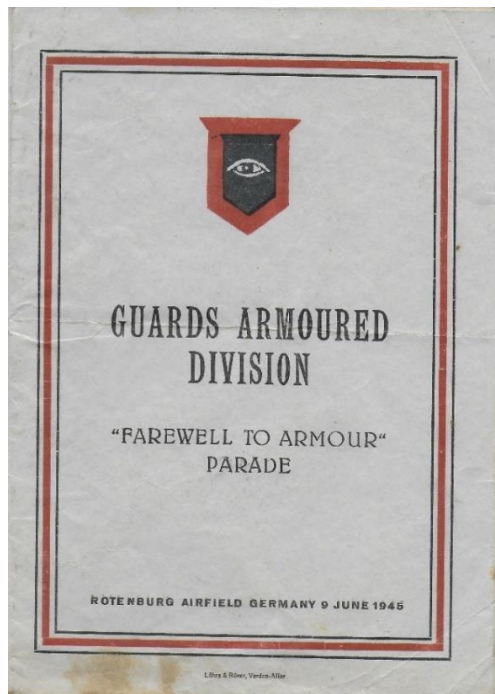 GUARDS ARMOURED
DIVISION
"FAREWELL TO ARMOUR"
PARADE
ROTENBURG AIRFIELD GERMANY 9 JUNE 1945